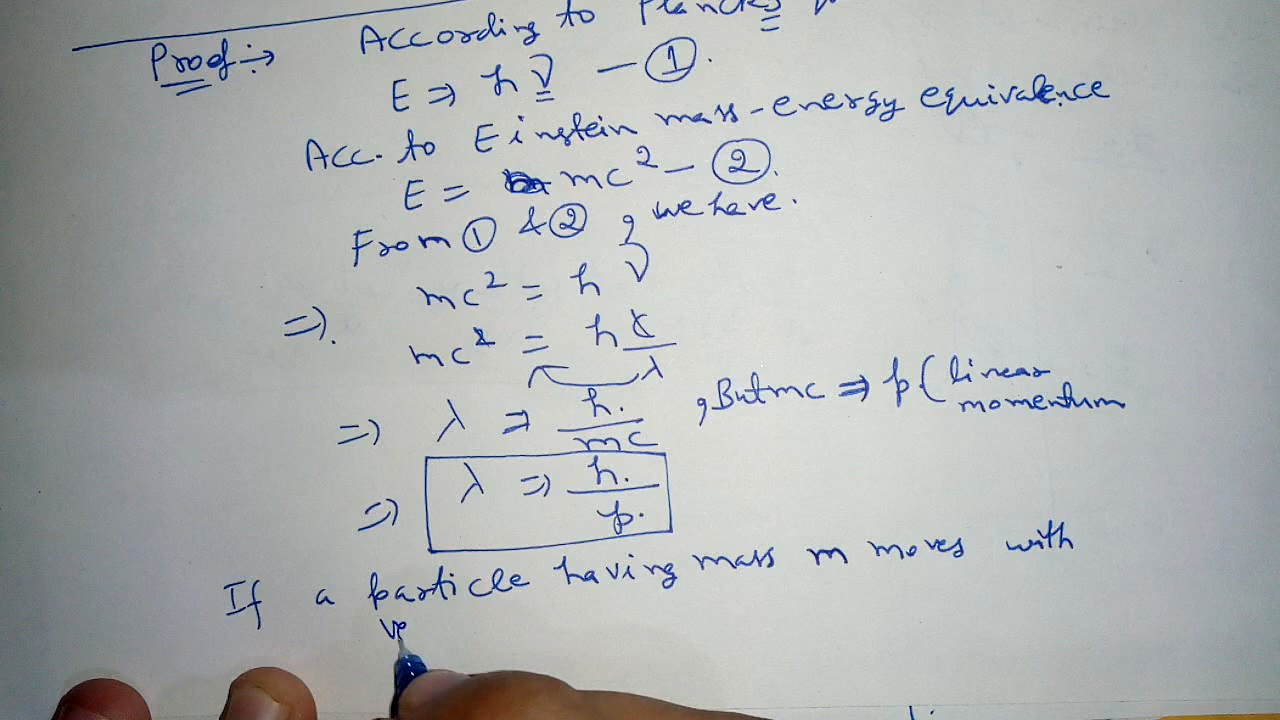 Proof:→ According to Planck's
E ⇒ hν — ①.
Acc. to Einstein mass-energy equivalence
E = mc² — ②.
From ① & ②, we have.
⇒). mc² = hν
mc² = h c/λ
⇒) λ ⇒ h./mc , But mc ⇒ p (linear momentum
⇒) λ ⇒) h./p.
If a particle having mass m moves with
ve